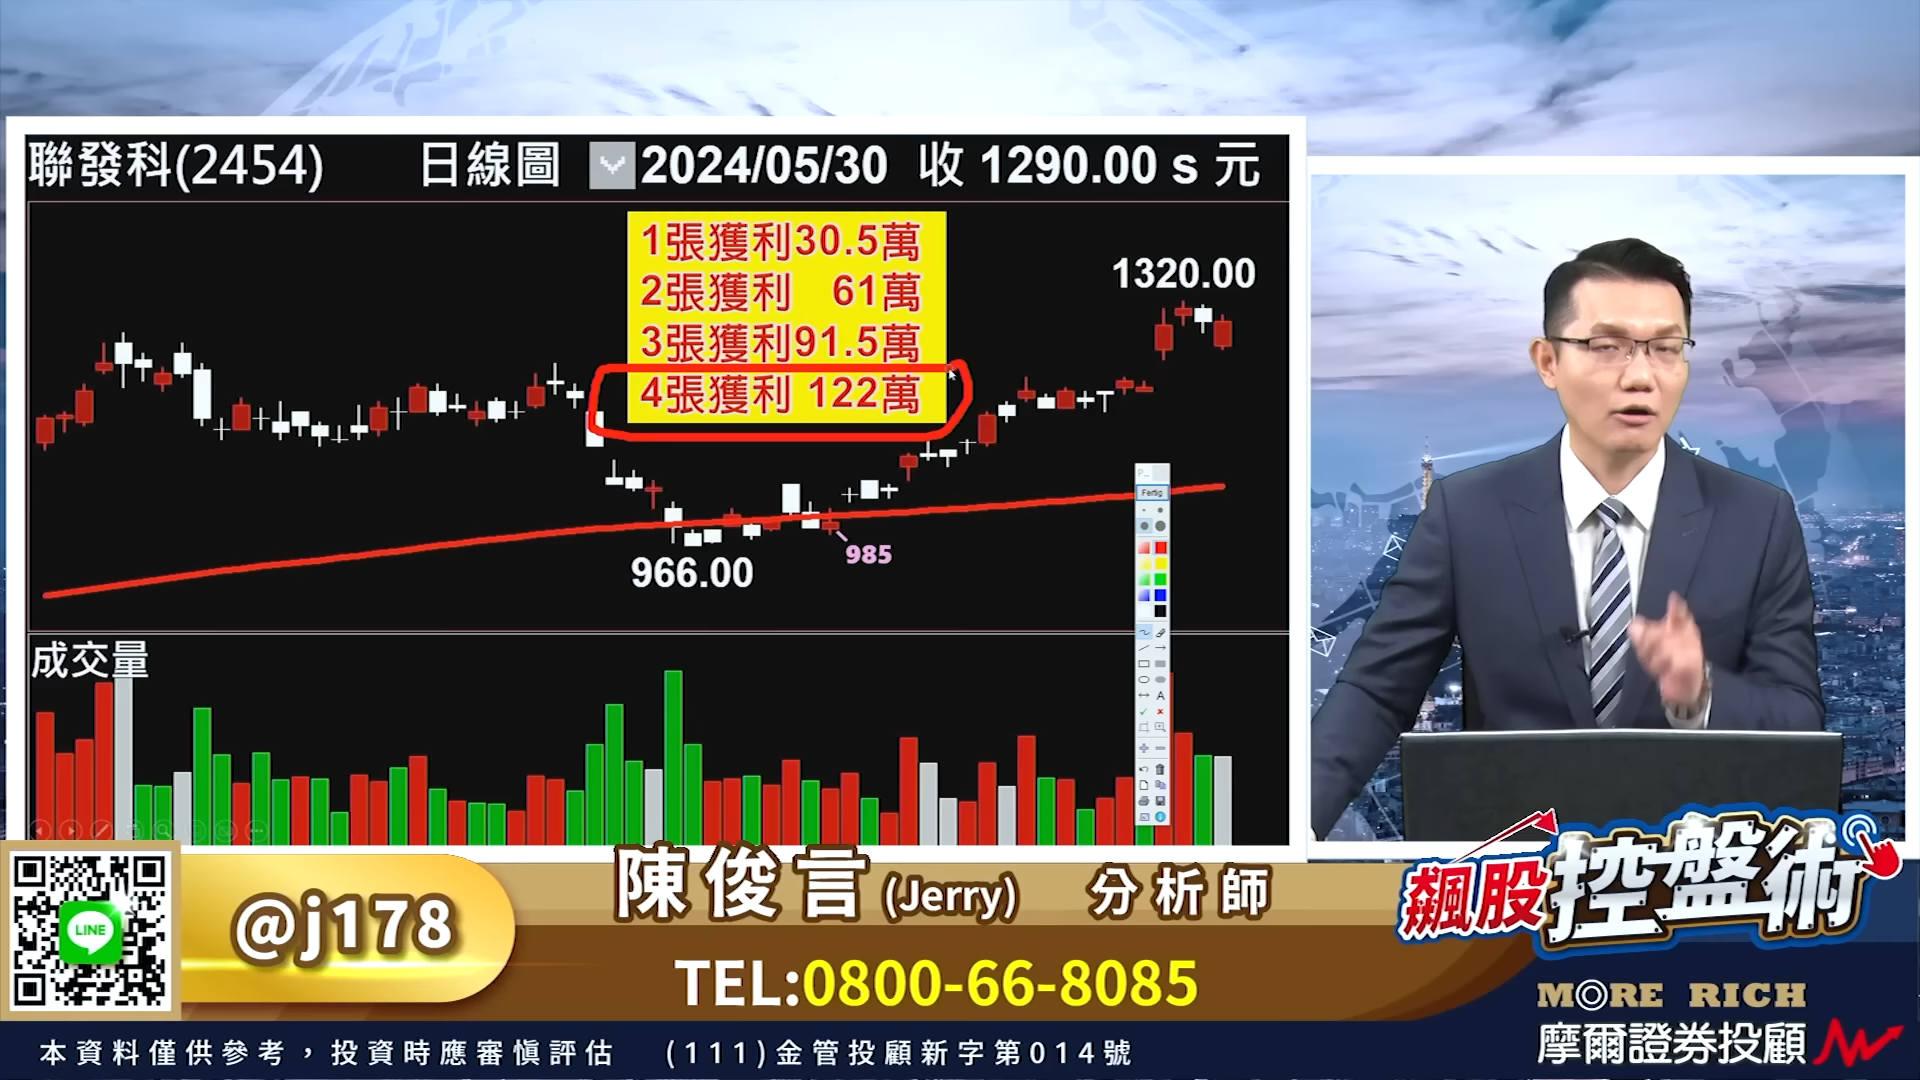 聯發科(2454) 日線圖 2024/05/30 收 1290.00 s 元
1張獲利30.5萬
2張獲利 61萬
3張獲利91.5萬
4張獲利 122萬
1320.00
985
966.00
P...
Fertig
A
成交量
LINE
@j178
陳俊言 (Jerry) 分析師
TEL:0800-66-8085
飆股控盤術
MORE RICH
摩爾證券投顧
本資料僅供參考，投資時應審慎評估 (111)金管投顧新字第014號